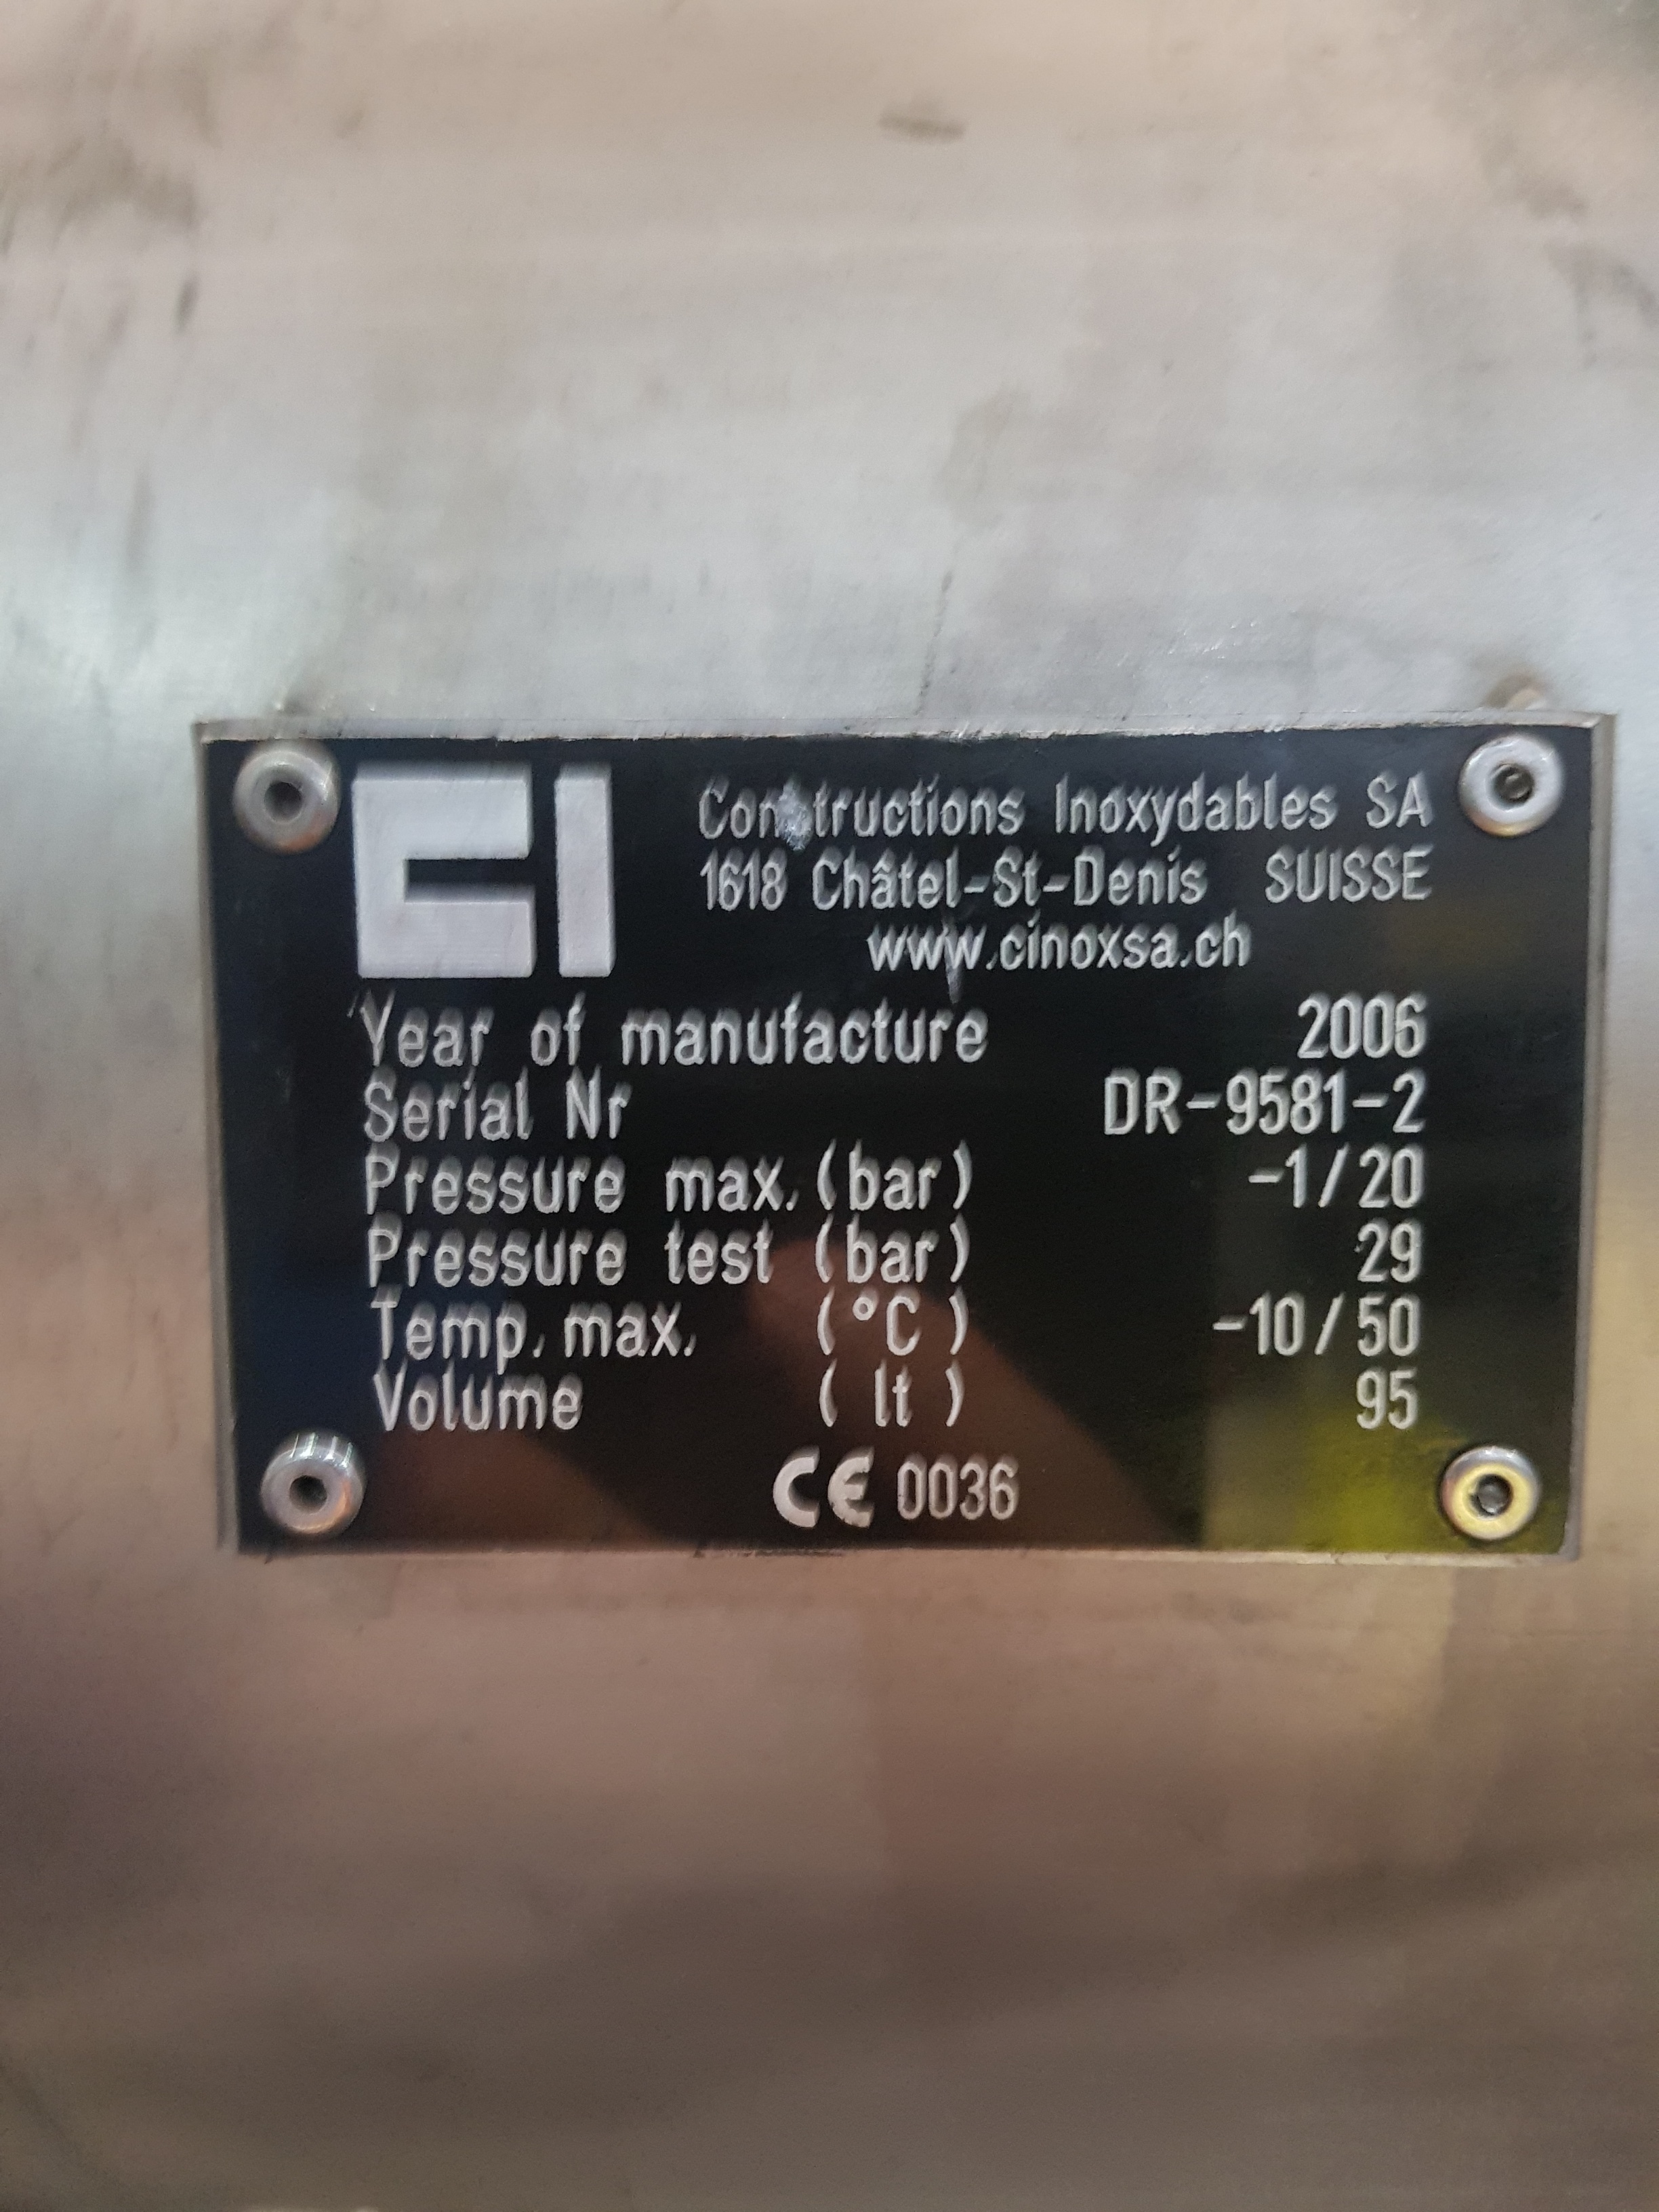 CI
Constructions Inoxydables SA
1618 Châtel-St-Denis SUISSE
www.cinoxsa.ch
Year of manufacture 2006
Serial Nr DR-9581-2
Pressure max. (bar) -1/20
Pressure test (bar) 29
Temp. max. (°C) -10/50
Volume (lt) 95
CE 0036